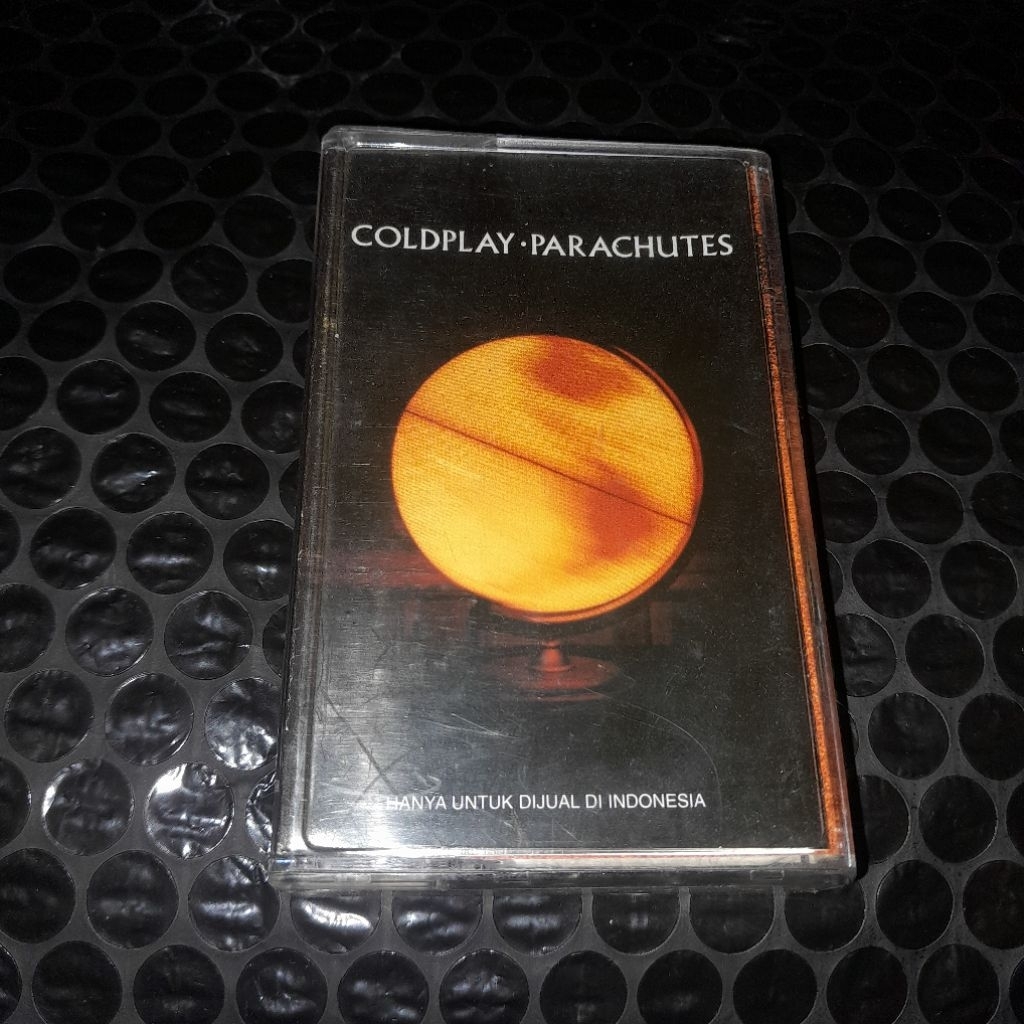 COLDPLAY·PARACHUTES
HANYA UNTUK DIJUAL DI INDONESIA